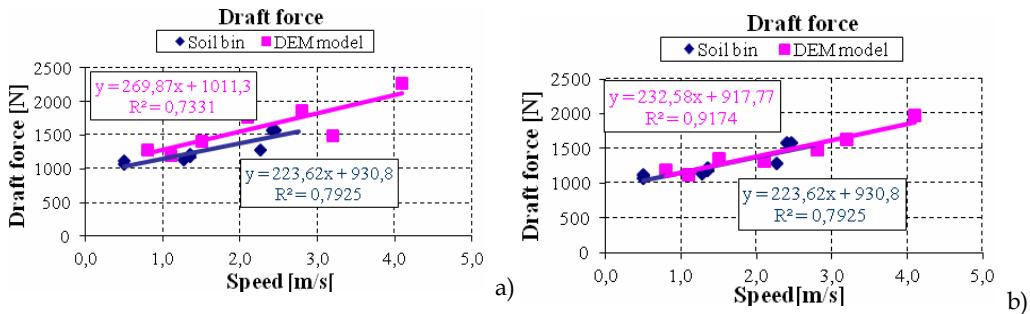 Draft force
Soil bin DEM model
Draft force [N]
2500
2000
1500
1000
500
0
y = 269,87x + 1011,3
R² = 0,7331
y = 223,62x + 930,8
R² = 0,7925
0,0 1,0 2,0 3,0 4,0 5,0
Speed [m/s]
a)
Draft force
Soil bin DEM model
Draft force [N]
2500
2000
1500
1000
500
0
y = 232,58x + 917,77
R² = 0,9174
y = 223,62x + 930,8
R² = 0,7925
0,0 1,0 2,0 3,0 4,0 5,0
Speed [m/s]
b)